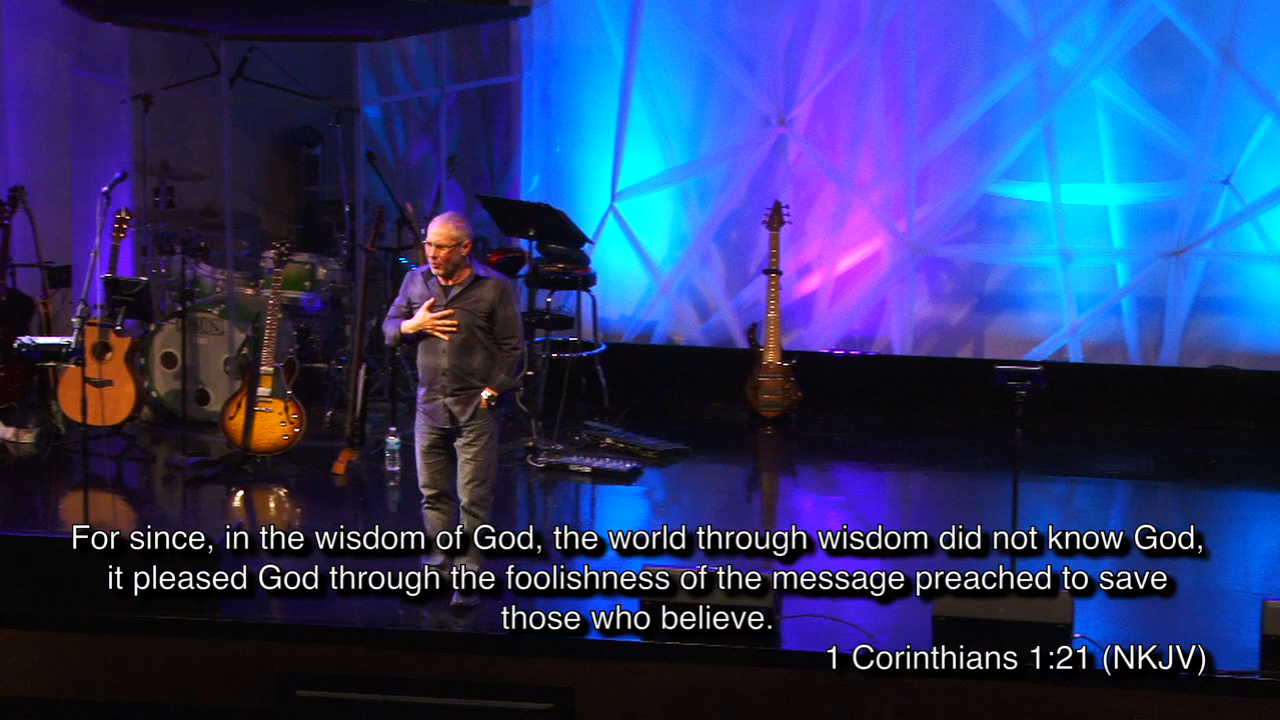 For since, in the wisdom of God, the world through wisdom did not know God,
it pleased God through the foolishness of the message preached to save
those who believe.
1 Corinthians 1:21 (NKJV)